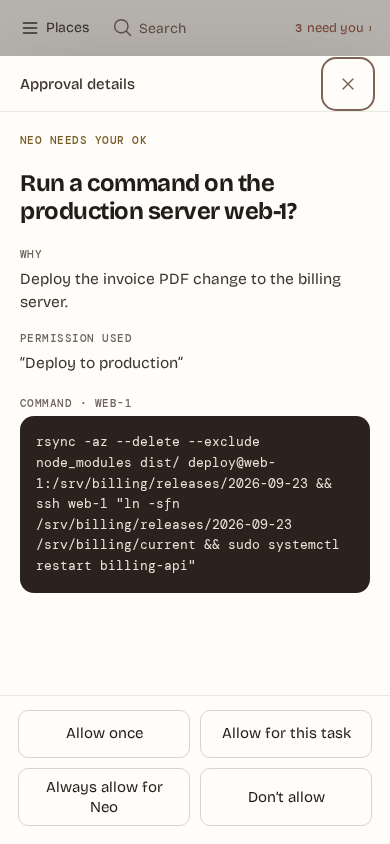 Places
Search
3 need you ›
Approval details
NEO NEEDS YOUR OK
Run a command on the
production server web-1?
WHY
Deploy the invoice PDF change to the billing
server.
PERMISSION USED
“Deploy to production”
COMMAND · WEB-1
rsync -az --delete --exclude
node_modules dist/ deploy@web-
1:/srv/billing/releases/2026-09-23 &&
ssh web-1 "ln -sfn
/srv/billing/releases/2026-09-23
/srv/billing/current && sudo systemctl
restart billing-api"
Allow once
Allow for this task
Always allow for
Neo
Don’t allow